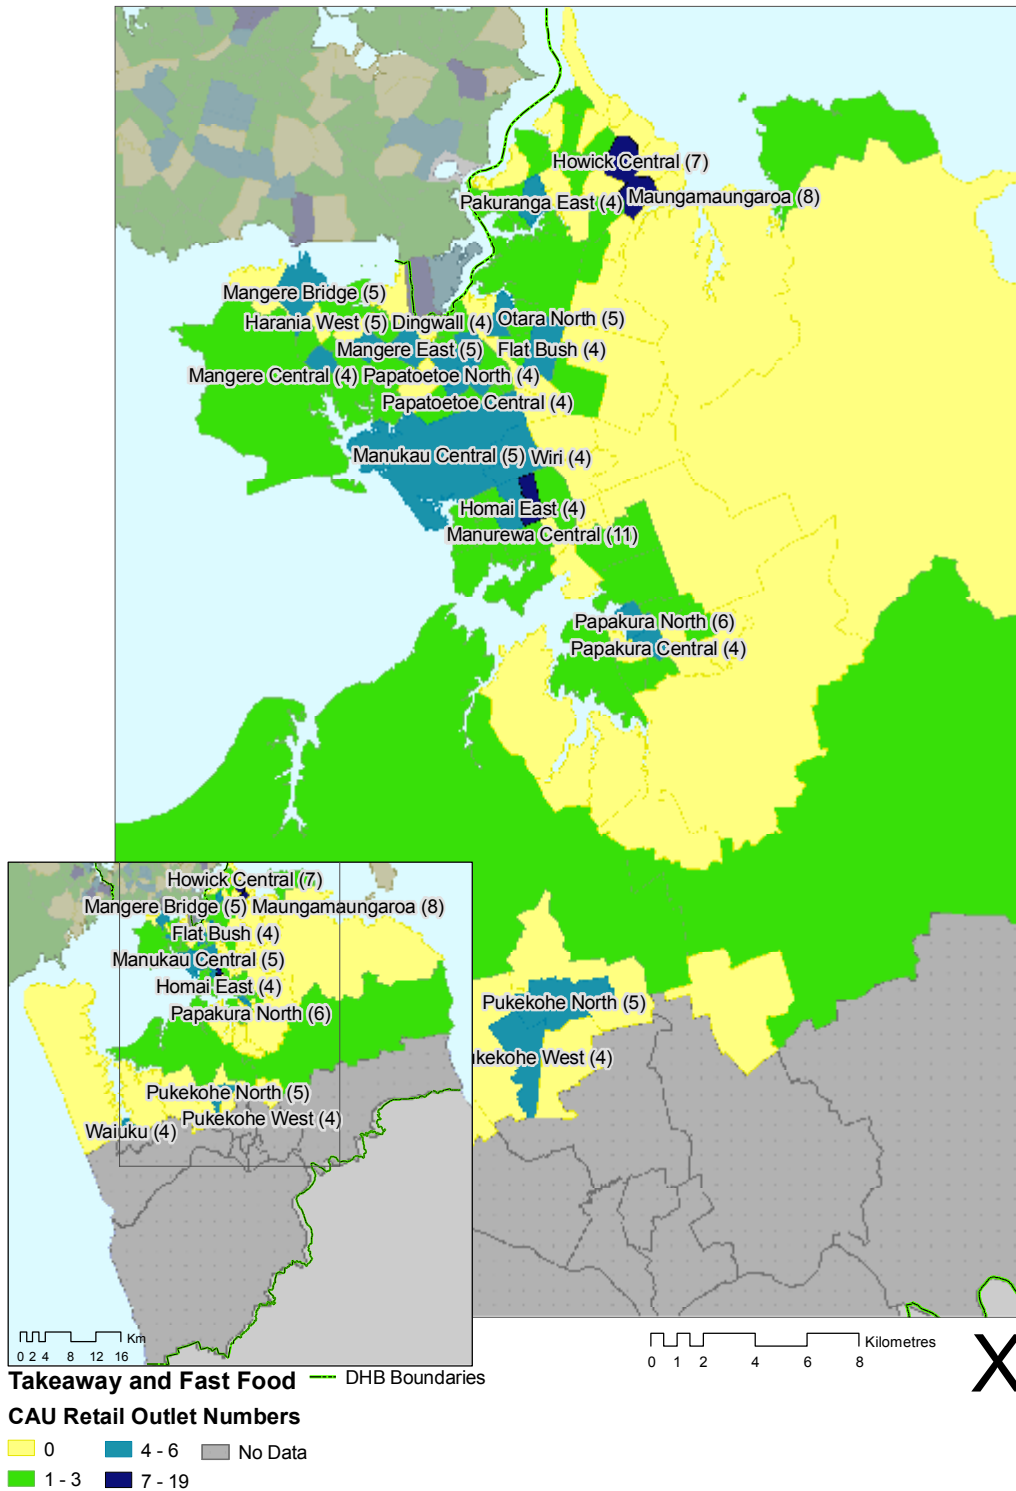 Howick Central (7)
Pakuranga East (4)
Maungamaungaroa (8)
Mangere Bridge (5)
Harania West (5)
Dingwall (4)
Otara North (5)
Mangere East (5)
Flat Bush (4)
Mangere Central (4)
Papatoetoe North (4)
Papatoetoe Central (4)
Manukau Central (5)
Wiri (4)
Homai East (4)
Manurewa Central (11)
Papakura North (6)
Papakura Central (4)
Pukekohe North (5)
ukekohe West (4)
Howick Central (7)
Mangere Bridge (5)
Maungamaungaroa (8)
Flat Bush (4)
Manukau Central (5)
Homai East (4)
Papakura North (6)
Pukekohe North (5)
Pukekohe West (4)
Waiuku (4)
Km
0 2 4 8 12 16
Kilometres
0 1 2 4 6 8
X
Takeaway and Fast Food
DHB Boundaries
CAU Retail Outlet Numbers
0
4 - 6
No Data
1 - 3
7 - 19